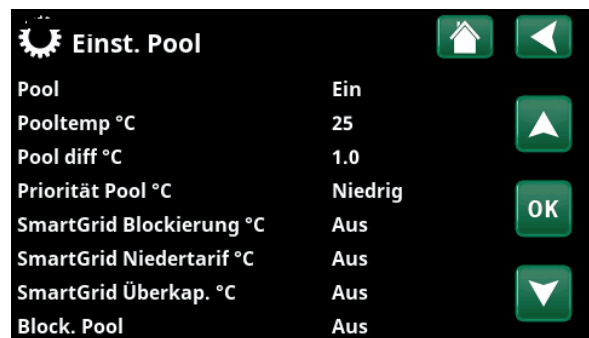 Einst. Pool
Pool Ein
Pooltemp °C 25
Pool diff °C 1.0
Priorität Pool °C Niedrig
SmartGrid Blockierung °C Aus
OK
SmartGrid Niedertarif °C Aus
SmartGrid Überkap. °C Aus
Block. Pool Aus